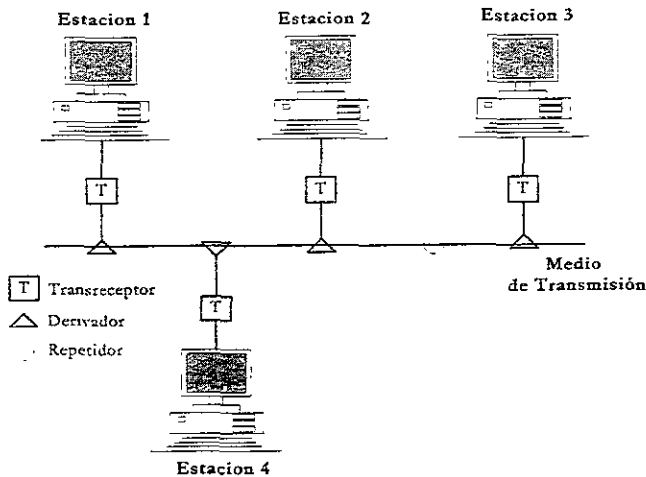 Estacion 1
Estacion 2
Estacion 3
T
T
T
Medio
de Transmisión
T Transreceptor
Derivador
Repetidor
T
Estacion 4